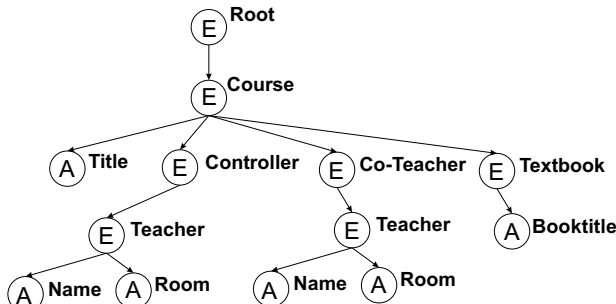 E Root
E Course
A Title E Controller E Co-Teacher E Textbook
E Teacher E Teacher A Booktitle
A Name A Room A Name A Room